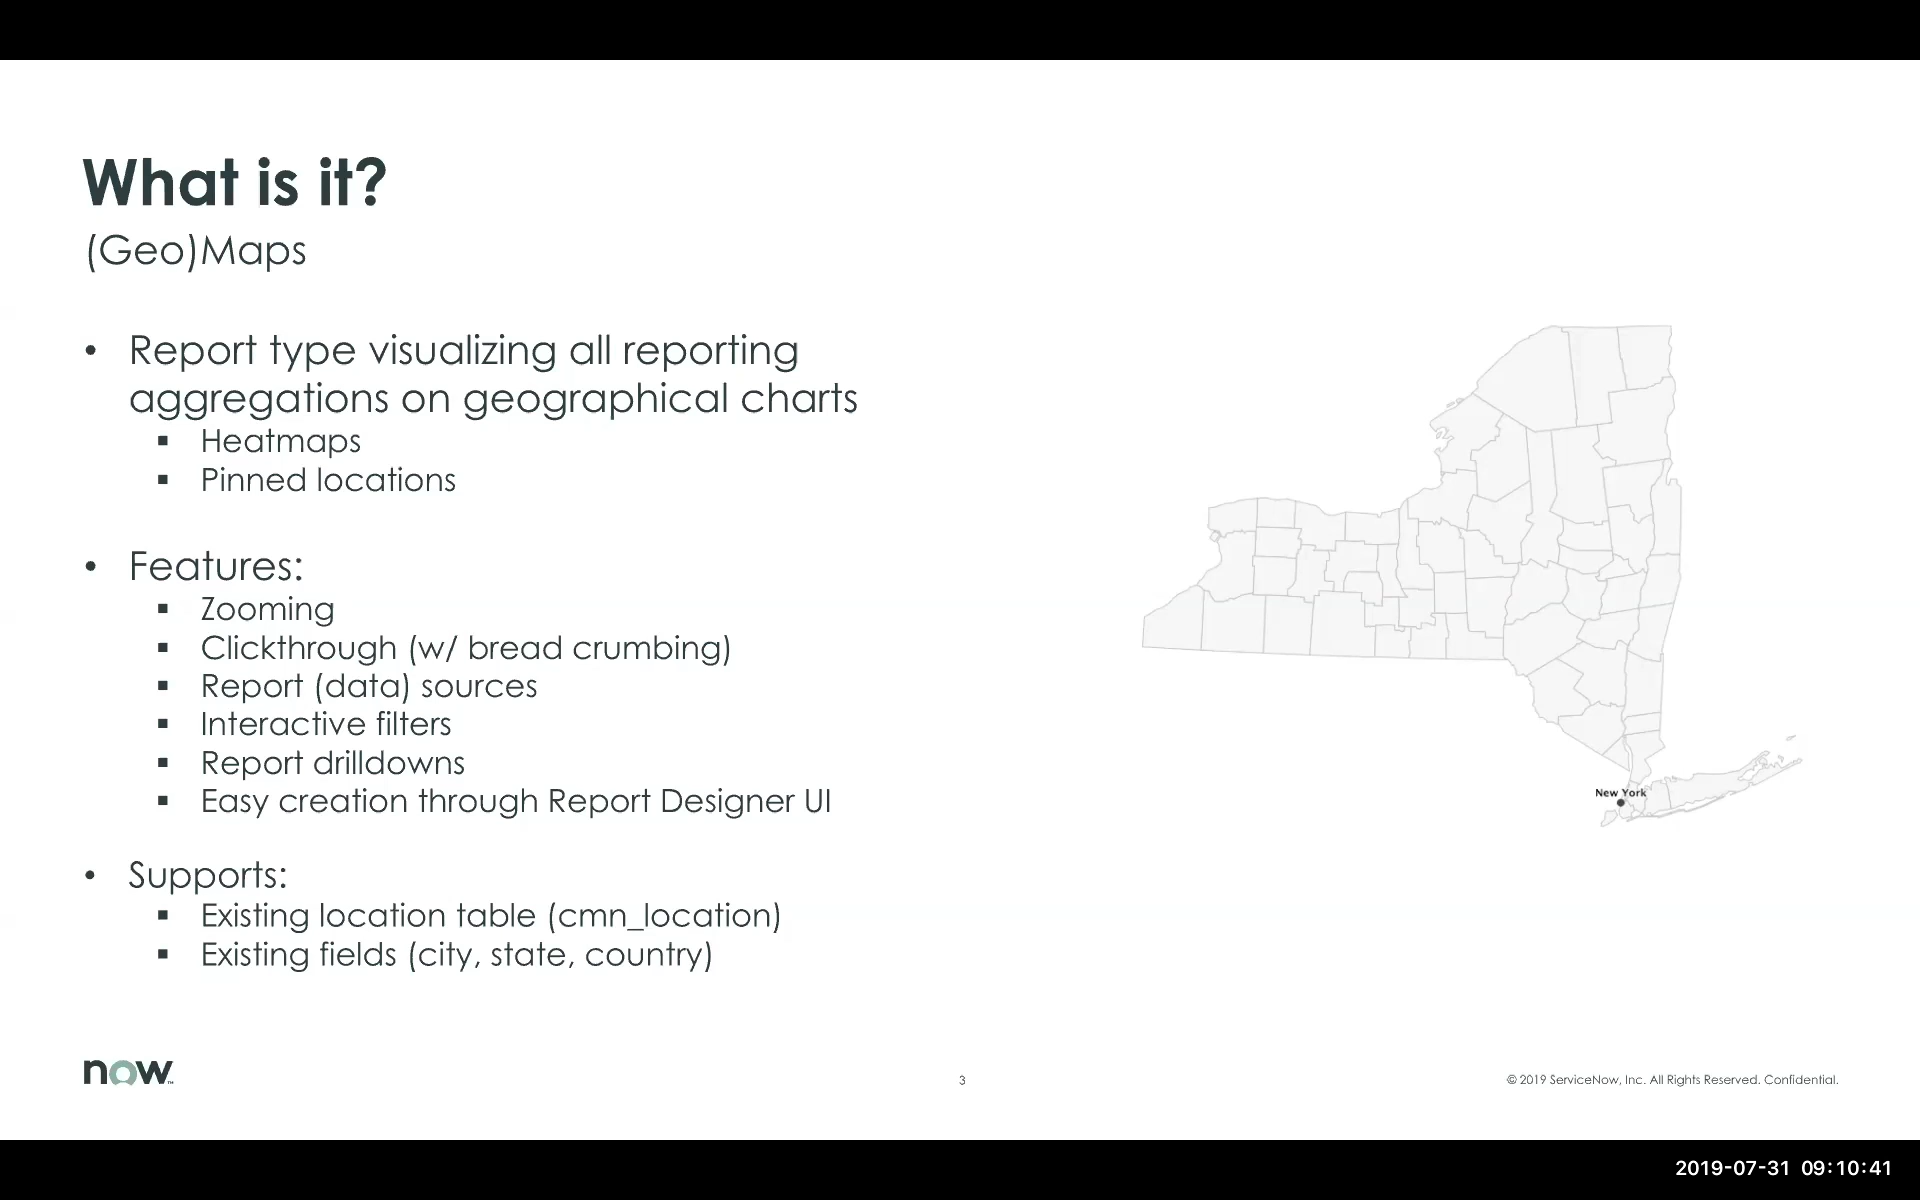 What is it?
(Geo)Maps
• Report type visualizing all reporting
aggregations on geographical charts
▪ Heatmaps
▪ Pinned locations
• Features:
▪ Zooming
▪ Clickthrough (w/ bread crumbing)
▪ Report (data) sources
▪ Interactive filters
▪ Report drilldowns
▪ Easy creation through Report Designer UI
• Supports:
▪ Existing location table (cmn_location)
▪ Existing fields (city, state, country)
New York
now™
3
© 2019 ServiceNow, Inc. All Rights Reserved. Confidential.
2019-07-31 09:10:41